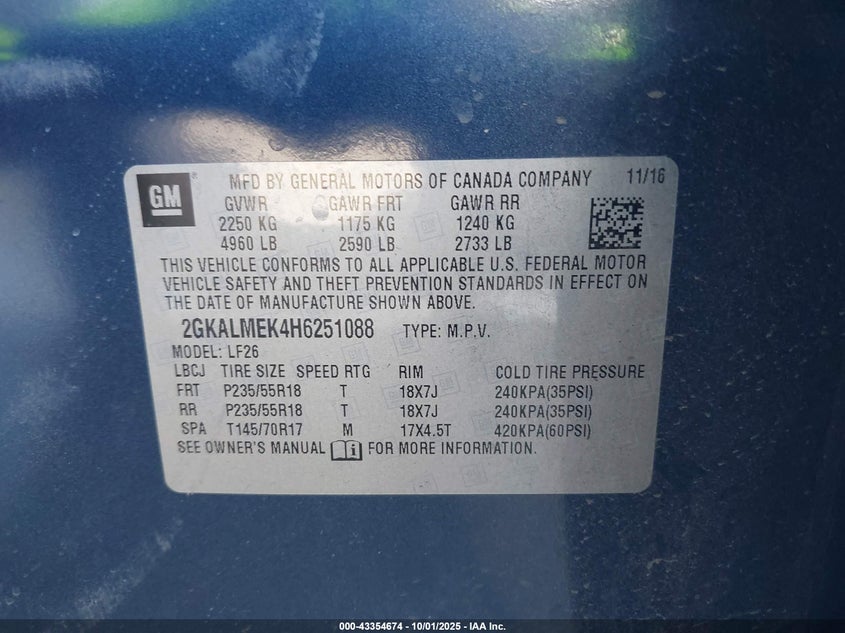 GM
MFD BY GENERAL MOTORS OF CANADA COMPANY 11/16
GVWR GAWR FRT GAWR RR
2250 KG 1175 KG 1240 KG
4960 LB 2590 LB 2733 LB
THIS VEHICLE CONFORMS TO ALL APPLICABLE U.S. FEDERAL MOTOR
VEHICLE SAFETY AND THEFT PREVENTION STANDARDS IN EFFECT ON
THE DATE OF MANUFACTURE SHOWN ABOVE.
2GKALMEK4H6251088 TYPE: M.P.V.
MODEL: LF26
LBCJ TIRE SIZE SPEED RTG RIM COLD TIRE PRESSURE
FRT P235/55R18 T 18X7J 240KPA(35PSI)
RR P235/55R18 T 18X7J 240KPA(35PSI)
SPA T145/70R17 M 17X4.5T 420KPA(60PSI)
SEE OWNER'S MANUAL FOR MORE INFORMATION.
000-43354674 - 10/01/2025 - IAA Inc.